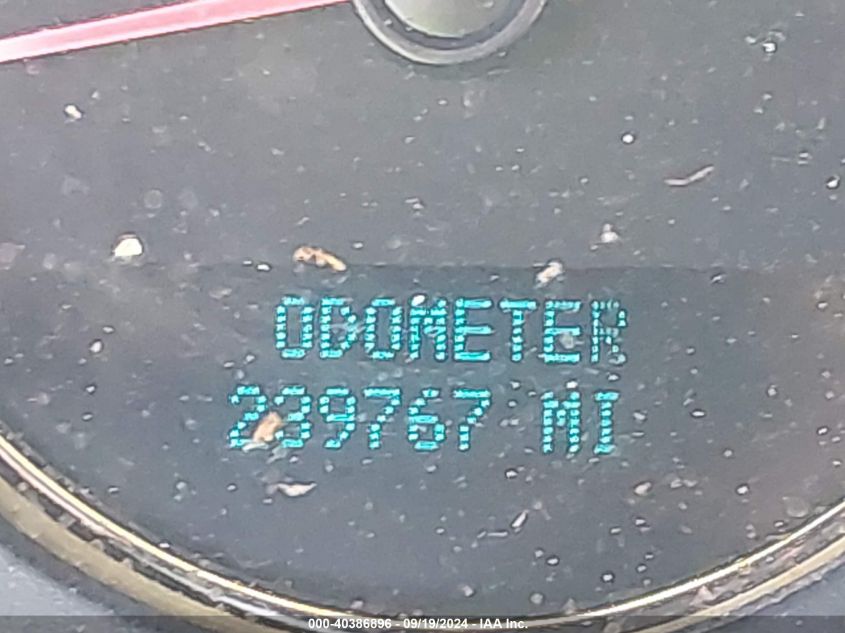 ODOMETER
239767 MI
000-40386896 - 09/19/2024 - IAA Inc.